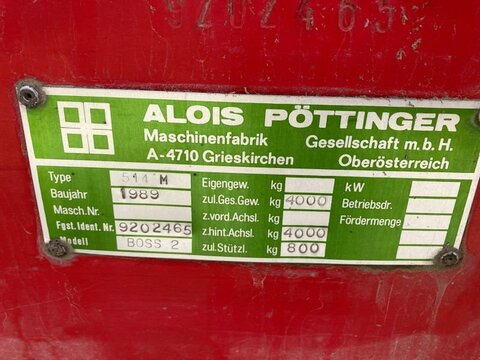 9202465
ALOIS PÖTTINGER
Maschinenfabrik Gesellschaft m.b.H.
A-4710 Grieskirchen Oberösterreich
Type 514 M Eigengew. kg kW
Baujahr 1989 zul.Ges.Gew. kg 4000 Betriebsdr.
Masch.Nr. z.vord.Achsl. kg Fördermenge
Fgst.Ident.Nr. 9202465 z.hint.Achsl. kg 4000
Modell BOSS 2 zul.Stützl. kg 800